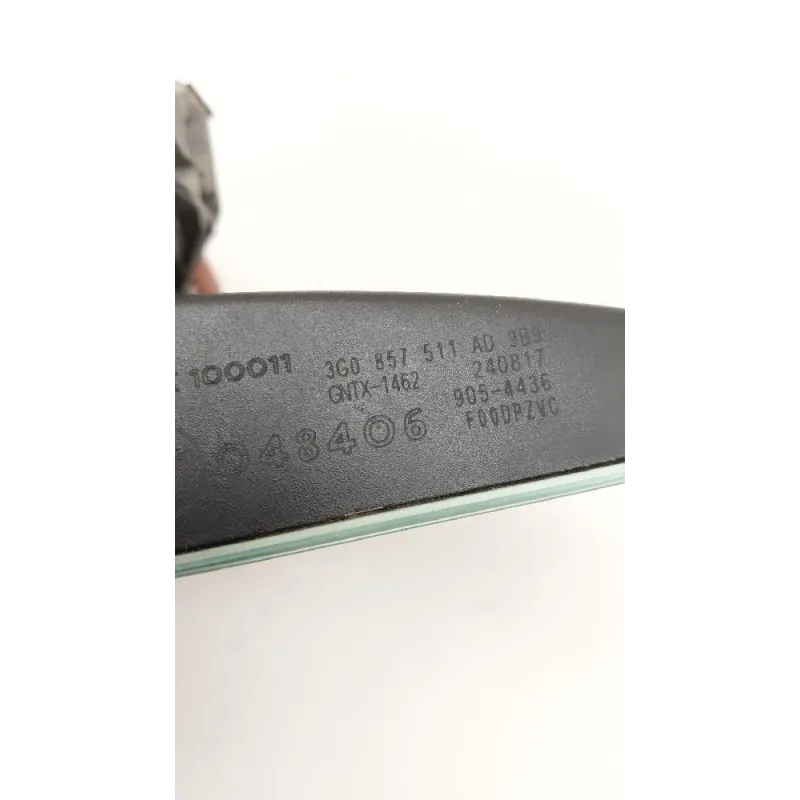 100011 3G0 857 511 AD 9B9
GNTX-1462 240817
905-4436
048406 F00DPZVC